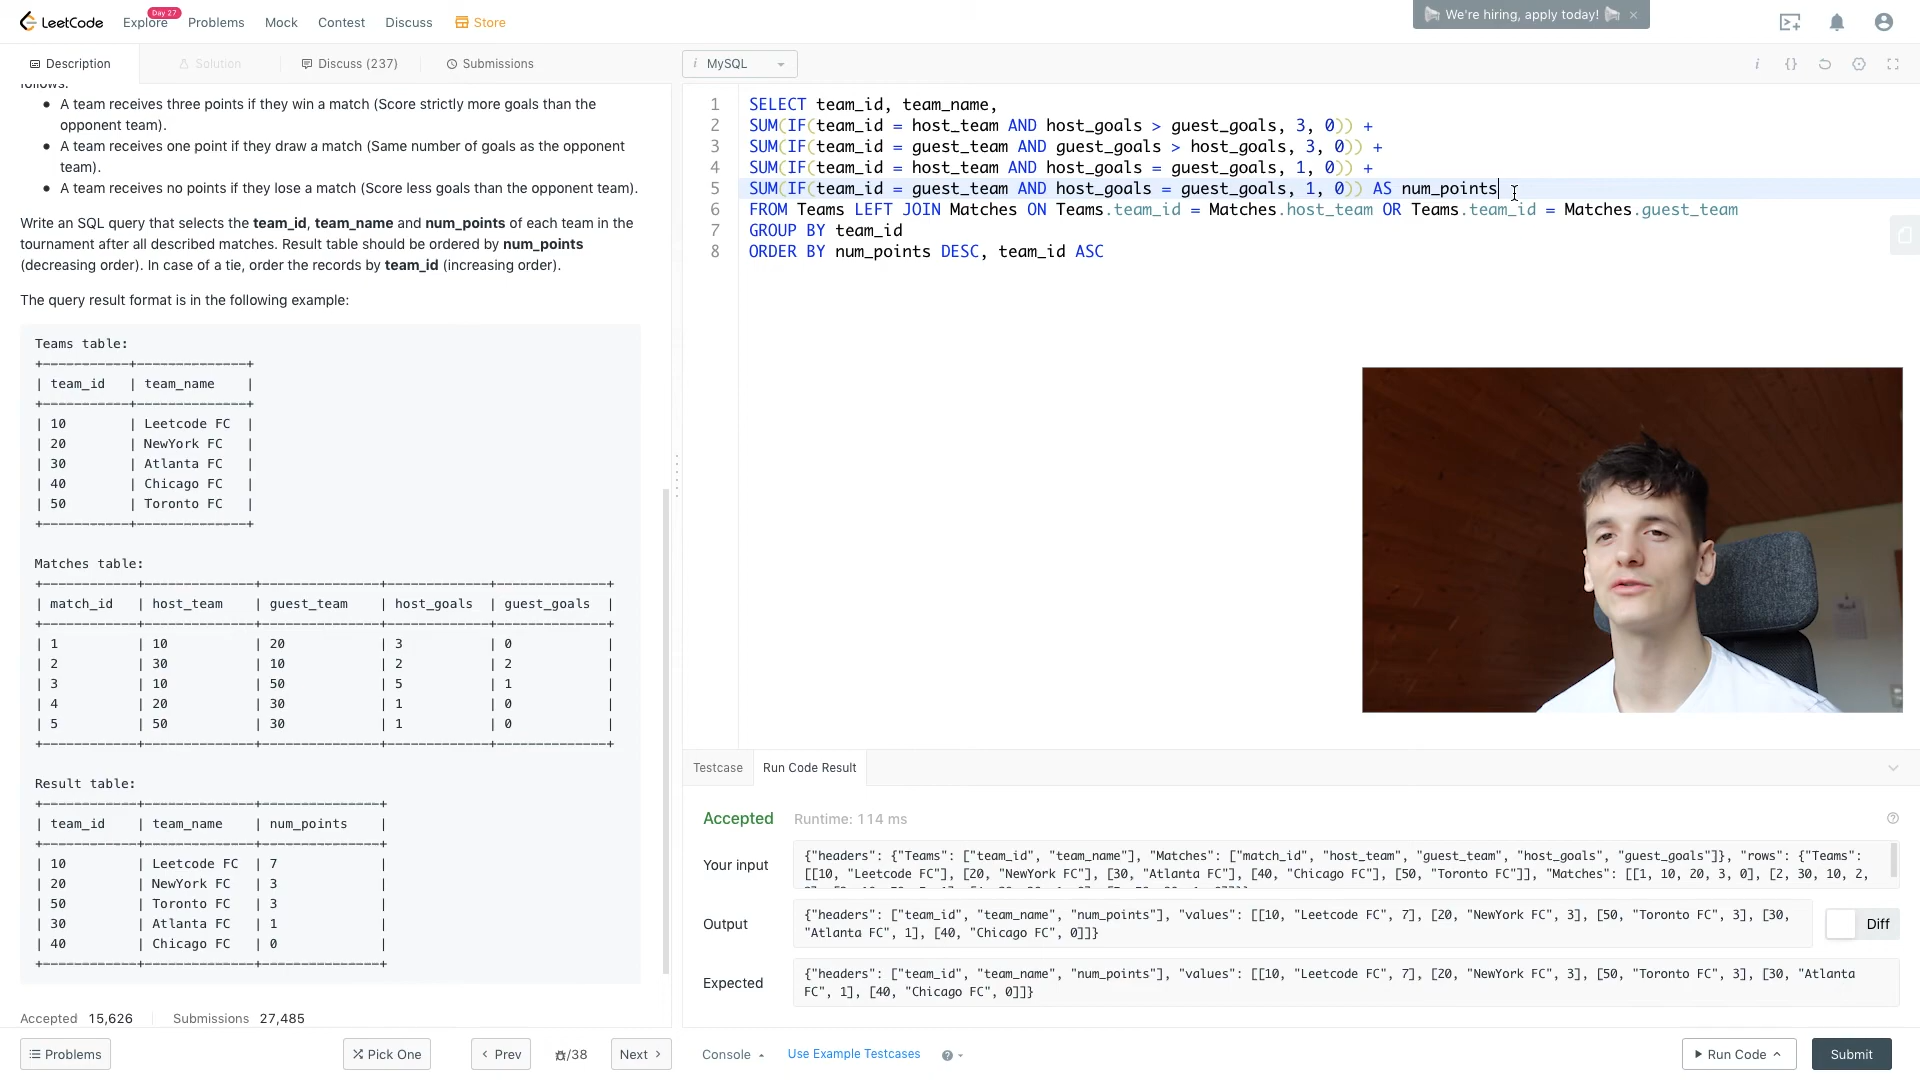 LeetCode
Explore
Day 27
Problems
Mock
Contest
Discuss
Store
We're hiring, apply today!
Description
Solution
Discuss (237)
Submissions
i MySQL
follows:
• A team receives three points if they win a match (Score strictly more goals than the
opponent team).
• A team receives one point if they draw a match (Same number of goals as the opponent
team).
• A team receives no points if they lose a match (Score less goals than the opponent team).
Write an SQL query that selects the team_id, team_name and num_points of each team in the
tournament after all described matches. Result table should be ordered by num_points
(decreasing order). In case of a tie, order the records by team_id (increasing order).
The query result format is in the following example:
Teams table:
+-----------+--------------+
| team_id | team_name |
+-----------+--------------+
| 10 | Leetcode FC |
| 20 | NewYork FC |
| 30 | Atlanta FC |
| 40 | Chicago FC |
| 50 | Toronto FC |
+-----------+--------------+
Matches table:
+------------+--------------+---------------+-------------+--------------+
| match_id | host_team | guest_team | host_goals | guest_goals |
+------------+--------------+---------------+-------------+--------------+
| 1 | 10 | 20 | 3 | 0 |
| 2 | 30 | 10 | 2 | 2 |
| 3 | 10 | 50 | 5 | 1 |
| 4 | 20 | 30 | 1 | 0 |
| 5 | 50 | 30 | 1 | 0 |
+------------+--------------+---------------+-------------+--------------+
Result table:
+------------+--------------+---------------+
| team_id | team_name | num_points |
+------------+--------------+---------------+
| 10 | Leetcode FC | 7 |
| 20 | NewYork FC | 3 |
| 50 | Toronto FC | 3 |
| 30 | Atlanta FC | 1 |
| 40 | Chicago FC | 0 |
+------------+--------------+---------------+
Accepted 15,626 Submissions 27,485
1 SELECT team_id, team_name,
2 SUM(IF(team_id = host_team AND host_goals > guest_goals, 3, 0)) +
3 SUM(IF(team_id = guest_team AND guest_goals > host_goals, 3, 0)) +
4 SUM(IF(team_id = host_team AND host_goals = guest_goals, 1, 0)) +
5 SUM(IF(team_id = guest_team AND host_goals = guest_goals, 1, 0)) AS num_points
6 FROM Teams LEFT JOIN Matches ON Teams.team_id = Matches.host_team OR Teams.team_id = Matches.guest_team
7 GROUP BY team_id
8 ORDER BY num_points DESC, team_id ASC
Testcase
Run Code Result
Accepted Runtime: 114 ms
Your input
{"headers": {"Teams": ["team_id", "team_name"], "Matches": ["match_id", "host_team", "guest_team", "host_goals", "guest_goals"]}, "rows": {"Teams":
[[10, "Leetcode FC"], [20, "NewYork FC"], [30, "Atlanta FC"], [40, "Chicago FC"], [50, "Toronto FC"]], "Matches": [[1, 10, 20, 3, 0], [2, 30, 10, 2,
Output
{"headers": ["team_id", "team_name", "num_points"], "values": [[10, "Leetcode FC", 7], [20, "NewYork FC", 3], [50, "Toronto FC", 3], [30,
"Atlanta FC", 1], [40, "Chicago FC", 0]]}
Diff
Expected
{"headers": ["team_id", "team_name", "num_points"], "values": [[10, "Leetcode FC", 7], [20, "NewYork FC", 3], [50, "Toronto FC", 3], [30, "Atlanta
FC", 1], [40, "Chicago FC", 0]]}
Problems
Pick One
Prev
/38
Next
Console
Use Example Testcases
Run Code
Submit